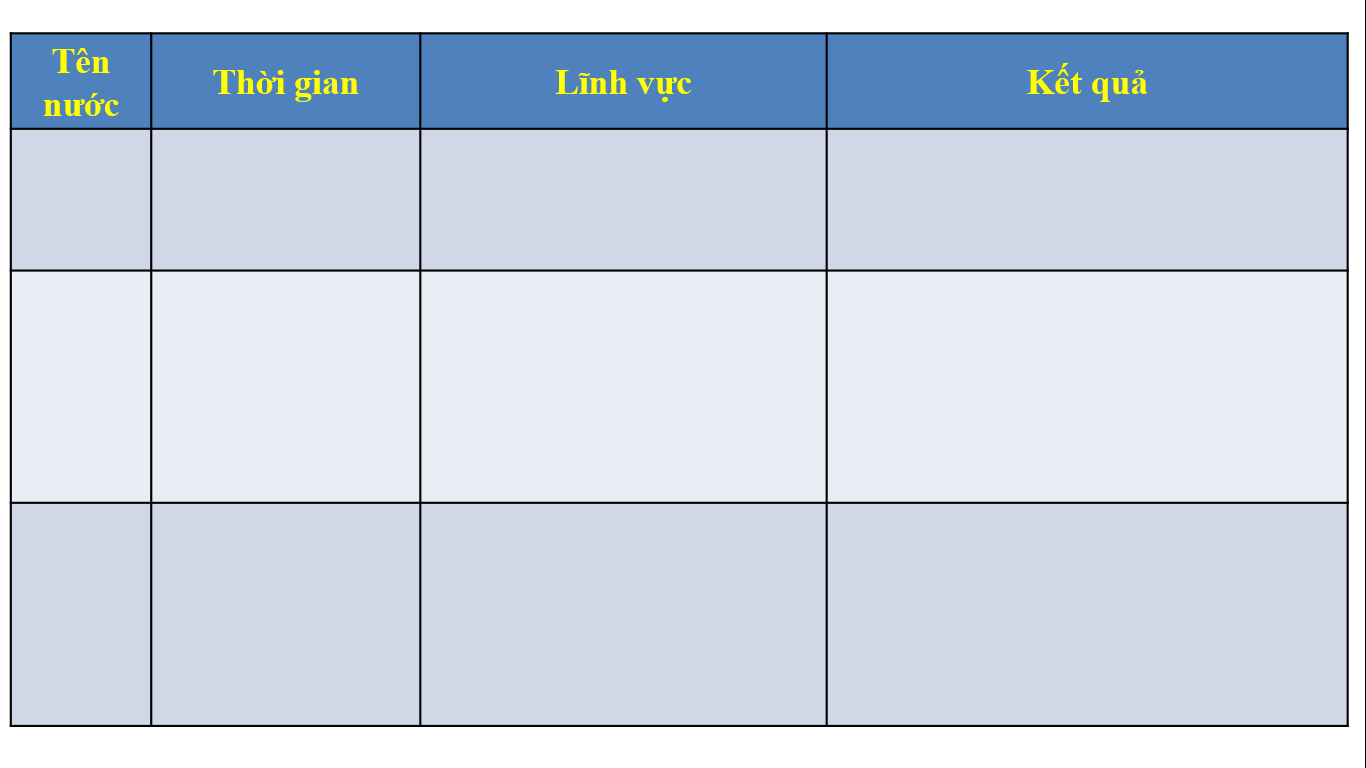 Tên
nước
Thời gian
Lĩnh vực
Kết quả